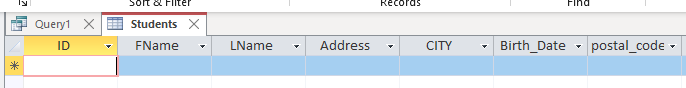 Sort & Filter Records Find
Query1 Students
ID FName LName Address CITY Birth_Date postal_code